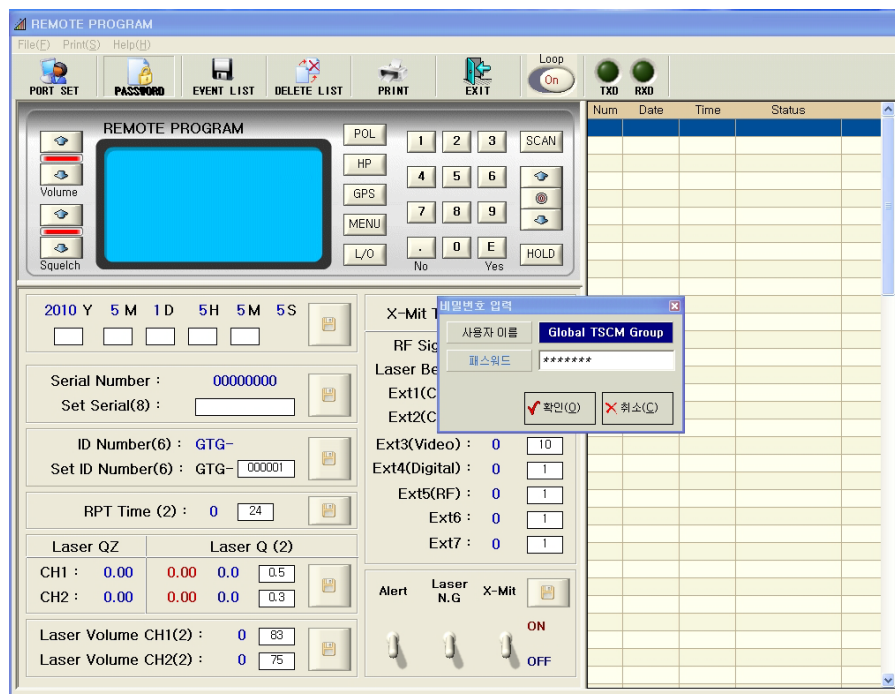 REMOTE PROGRAM
File(F) Print(S) Help(H)
PORT SET PASSWORD EVENT LIST DELETE LIST PRINT EXIT Loop On TXD RXD
Num Date Time Status
REMOTE PROGRAM
Volume
Squelch
POL
HP
GPS
MENU
L/O
1 2 3 SCAN
4 5 6
7 8 9
. 0 E HOLD
No Yes
2010 Y 5 M 1 D 5 H 5 M 5 S
Serial Number : 00000000
Set Serial(8) :
ID Number(6) : GTG-
Set ID Number(6) : GTG- 000001
RPT Time (2) : 0 24
Laser QZ Laser Q (2)
CH1 : 0.00 0.00 0.0 0.5
CH2 : 0.00 0.00 0.0 0.3
Laser Volume CH1(2) : 0 83
Laser Volume CH2(2) : 0 75
X-Mit
RF Sig
Laser Be
Ext1(C
Ext2(C
Ext3(Video) : 0 10
Ext4(Digital) : 0 1
Ext5(RF) : 0 1
Ext6 : 0 1
Ext7 : 0 1
Alert Laser N.G X-Mit
ON
OFF
비밀번호 입력
사용자 이름 Global TSCM Group
패스워드 *******
확인(O) 취소(C)